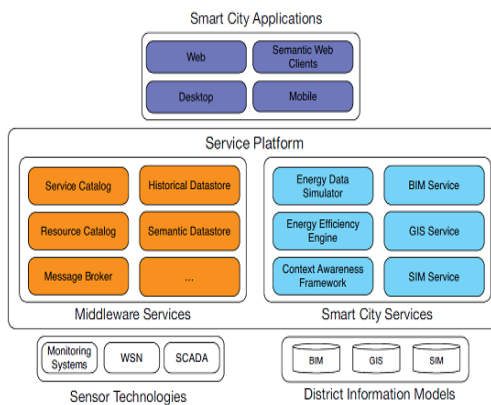 Smart City Applications
Web
Semantic Web
Clients
Desktop
Mobile
Service Platform
Service Catalog
Historical Datastore
Resource Catalog
Semantic Datastore
Message Broker
...
Middleware Services
Energy Data
Simulator
BIM Service
Energy Efficiency
Engine
GIS Service
Context Awareness
Framework
SIM Service
Smart City Services
Monitoring
Systems
WSN
SCADA
Sensor Technologies
BIM
GIS
SIM
District Information Models